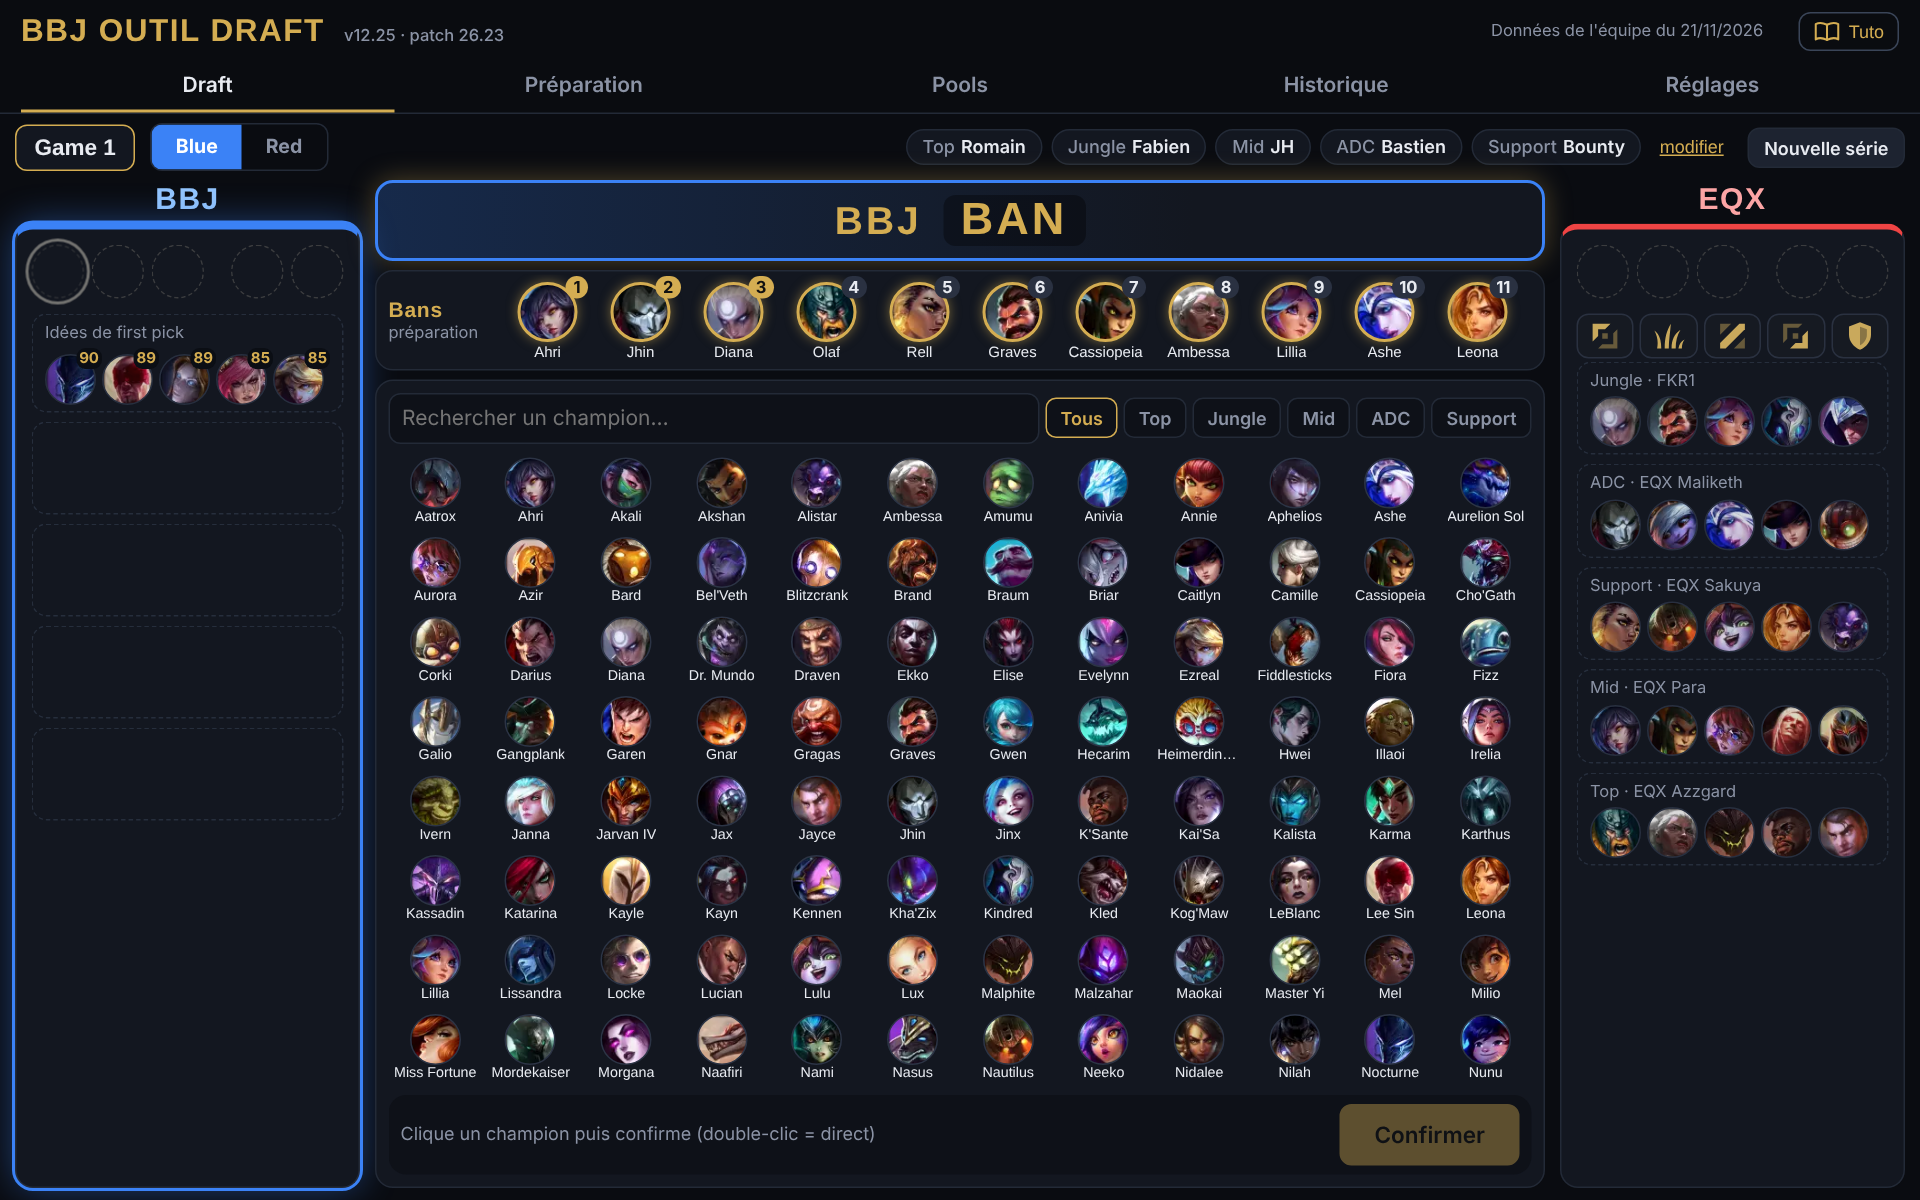 BBJ OUTIL DRAFT v12.25 · patch 26.23
Données de l'équipe du 21/11/2026
Tuto
Draft Préparation Pools Historique Réglages
Game 1 Blue Red
Top Romain Jungle Fabien Mid JH ADC Bastien Support Bounty modifier Nouvelle série
BBJ
Idées de first pick
90 89 89 85 85
BBJ BAN
Bans
préparation
1 2 3 4 5 6 7 8 9 10 11
Ahri Jhin Diana Olaf Rell Graves Cassiopeia Ambessa Lillia Ashe Leona
Rechercher un champion...
Tous Top Jungle Mid ADC Support
Aatrox Ahri Akali Akshan Alistar Ambessa Amumu Anivia Annie Aphelios Ashe Aurelion Sol
Aurora Azir Bard Bel'Veth Blitzcrank Brand Braum Briar Caitlyn Camille Cassiopeia Cho'Gath
Corki Darius Diana Dr. Mundo Draven Ekko Elise Evelynn Ezreal Fiddlesticks Fiora Fizz
Galio Gangplank Garen Gnar Gragas Graves Gwen Hecarim Heimerdin... Hwei Illaoi Irelia
Ivern Janna Jarvan IV Jax Jayce Jhin Jinx K'Sante Kai'Sa Kalista Karma Karthus
Kassadin Katarina Kayle Kayn Kennen Kha'Zix Kindred Kled Kog'Maw LeBlanc Lee Sin Leona
Lillia Lissandra Locke Lucian Lulu Lux Malphite Malzahar Maokai Master Yi Mel Milio
Miss Fortune Mordekaiser Morgana Naafiri Nami Nasus Nautilus Neeko Nidalee Nilah Nocturne Nunu
Clique un champion puis confirme (double-clic = direct)
Confirmer
EQX
Jungle · FKR1
ADC · EQX Maliketh
Support · EQX Sakuya
Mid · EQX Para
Top · EQX Azzgard